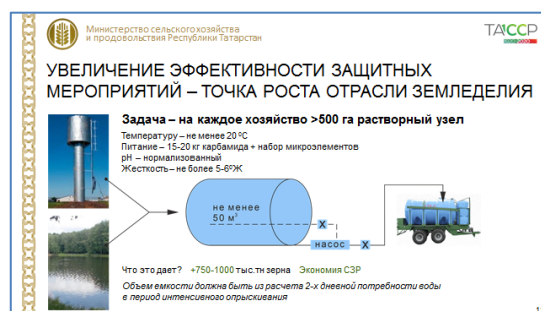 Министерство сельского хозяйства
и продовольствия Республики Татарстан
ТАССР
УВЕЛИЧЕНИЕ ЭФФЕКТИВНОСТИ ЗАЩИТНЫХ
МЕРОПРИЯТИЙ – ТОЧКА РОСТА ОТРАСЛИ ЗЕМЛЕДЕЛИЯ
Задача – на каждое хозяйство >500 га растворный узел
Температуру – не менее 20 ⁰С
Питание – 15-20 кг карбамида + набор микроэлементов
pH – нормализованный
Жесткость – не более 5-6⁰Ж
не менее
50 м³
X
насос
X
Что это дает? +750-1000 тыс.тн зерна Экономия СЗР
Объем емкости должна быть из расчета 2-х дневной потребности воды
в период интенсивного опрыскивания